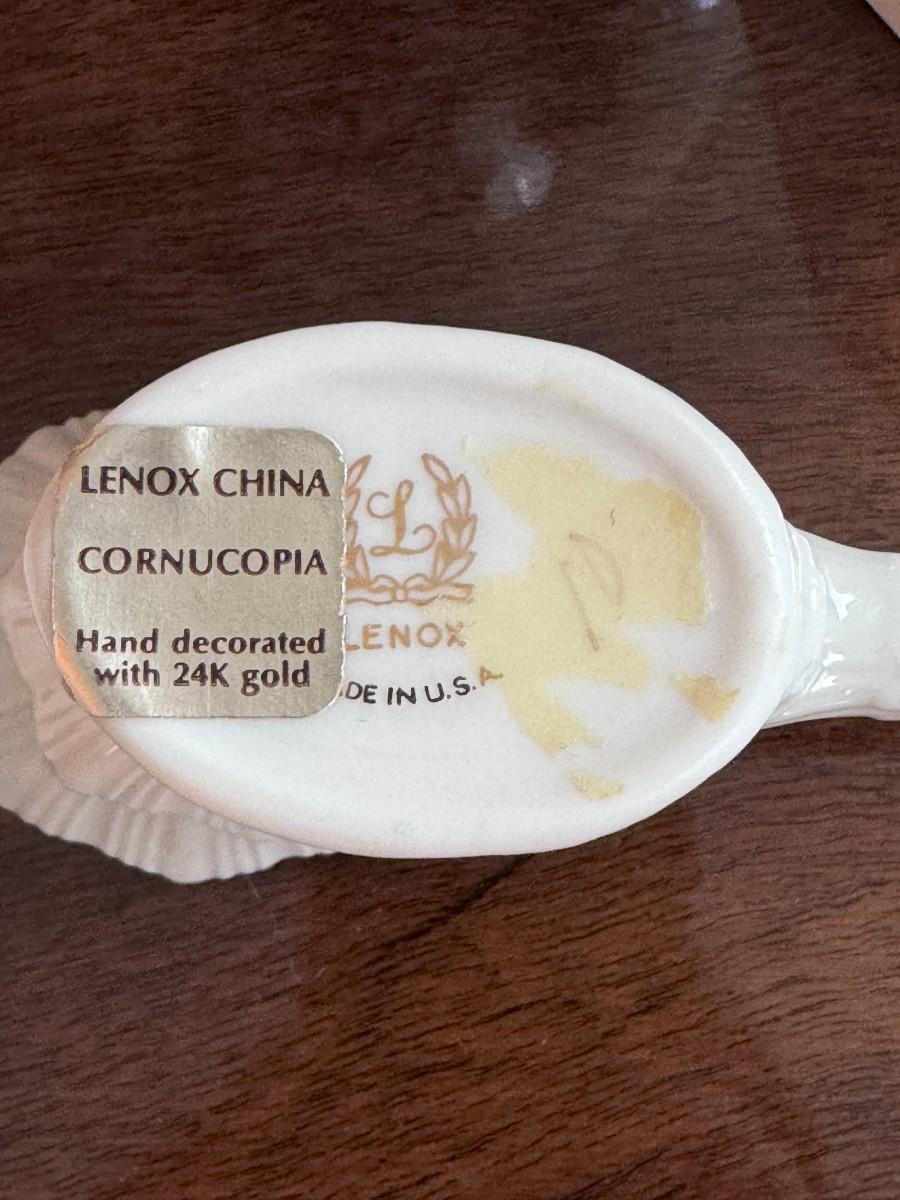 LENOX CHINA
CORNUCOPIA
Hand decorated
with 24K gold
L
LENOX
DE IN U.S.A